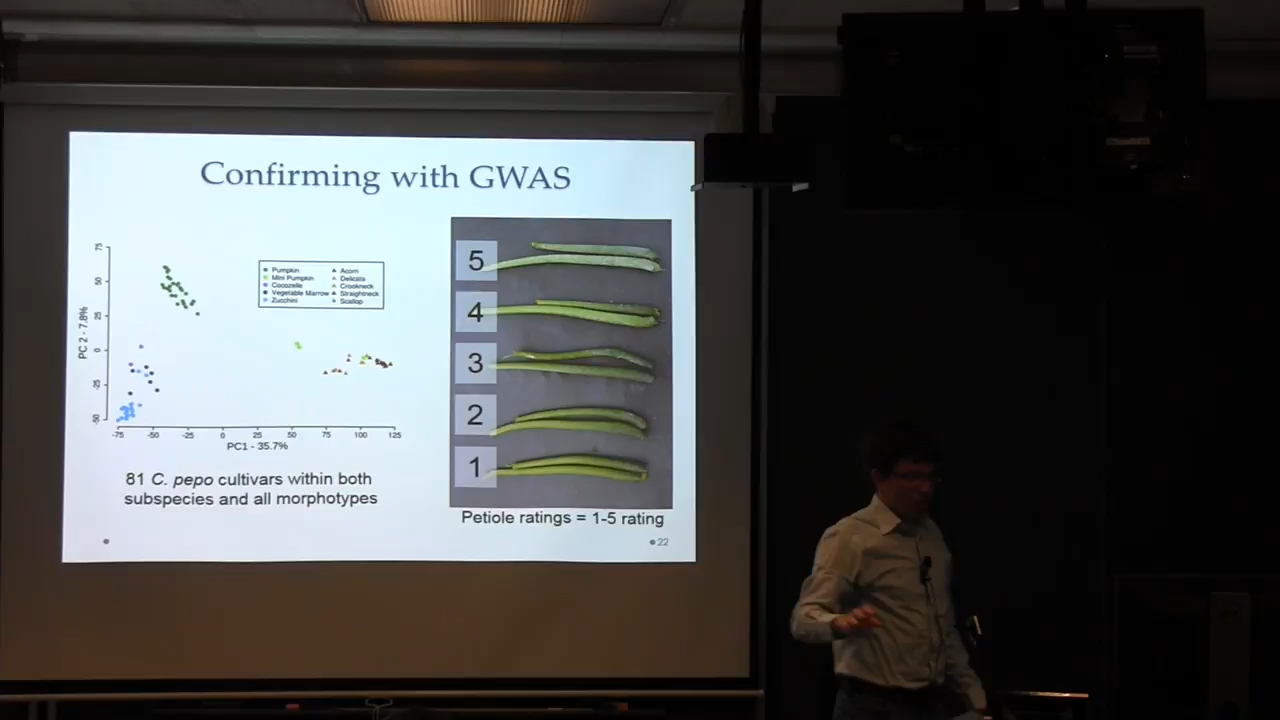 Confirming with GWAS
75
50
25
0
-25
-50
PC 2 - 7.8%
-75
-50
-25
0
25
50
75
100
125
PC1 - 35.7%
Pumpkin
Mini Pumpkin
Cocozelle
Vegetable Marrow
Zucchini
Acorn
Delicata
Crookneck
Straightneck
Scallop
81 C. pepo cultivars within both
subspecies and all morphotypes
5
4
3
2
1
Petiole ratings = 1-5 rating
22